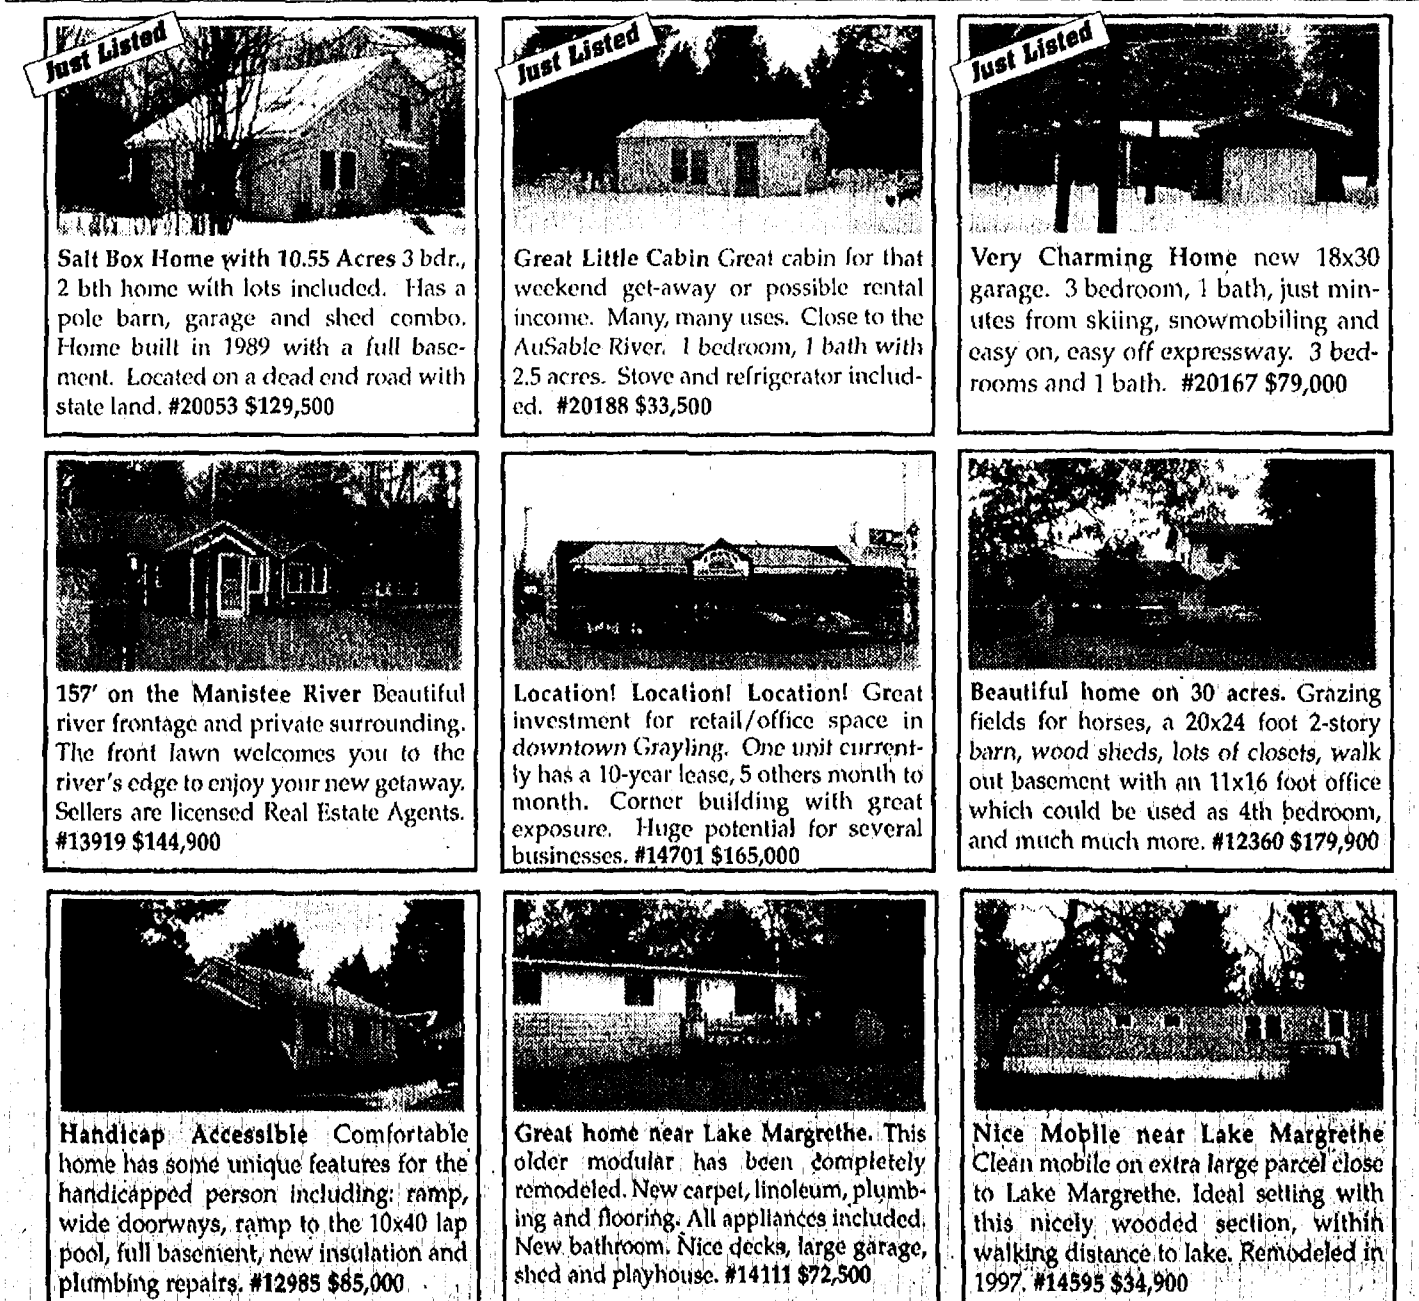 Just Listed
Salt Box Home with 10.55 Acres 3 bdr.,
2 bth home with lots included. Has a
pole barn, garage and shed combo.
Home built in 1989 with a full base-
ment. Located on a dead end road with
state land. #20053 $129,500
Just Listed
Great Little Cabin Great cabin for that
weekend get-away or possible rental
income. Many, many uses. Close to the
AuSable River. 1 bedroom, 1 bath with
2.5 acres. Stove and refrigerator includ-
ed. #20188 $33,500
Just Listed
Very Charming Home new 18x30
garage. 3 bedroom, 1 bath, just min-
utes from skiing, snowmobiling and
easy on, easy off expressway. 3 bed-
rooms and 1 bath. #20167 $79,000
157' on the Manistee River Beautiful
river frontage and private surrounding.
The front lawn welcomes you to the
river's edge to enjoy your new getaway.
Sellers are licensed Real Estate Agents.
#13919 $144,900
Location! Location! Location! Great
investment for retail/office space in
downtown Grayling. One unit current-
ly has a 10-year lease, 5 others month to
month. Corner building with great
exposure. Huge potential for several
businesses. #14701 $165,000
Beautiful home on 30 acres. Grazing
fields for horses, a 20x24 foot 2-story
barn, wood sheds, lots of closets, walk
out basement with an 11x16 foot office
which could be used as 4th bedroom,
and much much more. #12360 $179,900
Handicap Accessible Comfortable
home has some unique features for the
handicapped person including: ramp,
wide doorways, ramp to the 10x40 lap
pool, full basement, new insulation and
plumbing repairs. #12985 $85,000
Great home near Lake Margrethe. This
older modular has been completely
remodeled. New carpet, linoleum, plumb-
ing and flooring. All appliances included.
New bathroom. Nice decks, large garage,
shed and playhouse. #14111 $72,500
Nice Mobile near Lake Margrethe
Clean mobile on extra large parcel close
to Lake Margrethe. Ideal setting with
this nicely wooded section, within
walking distance to lake. Remodeled in
1997. #14595 $34,900